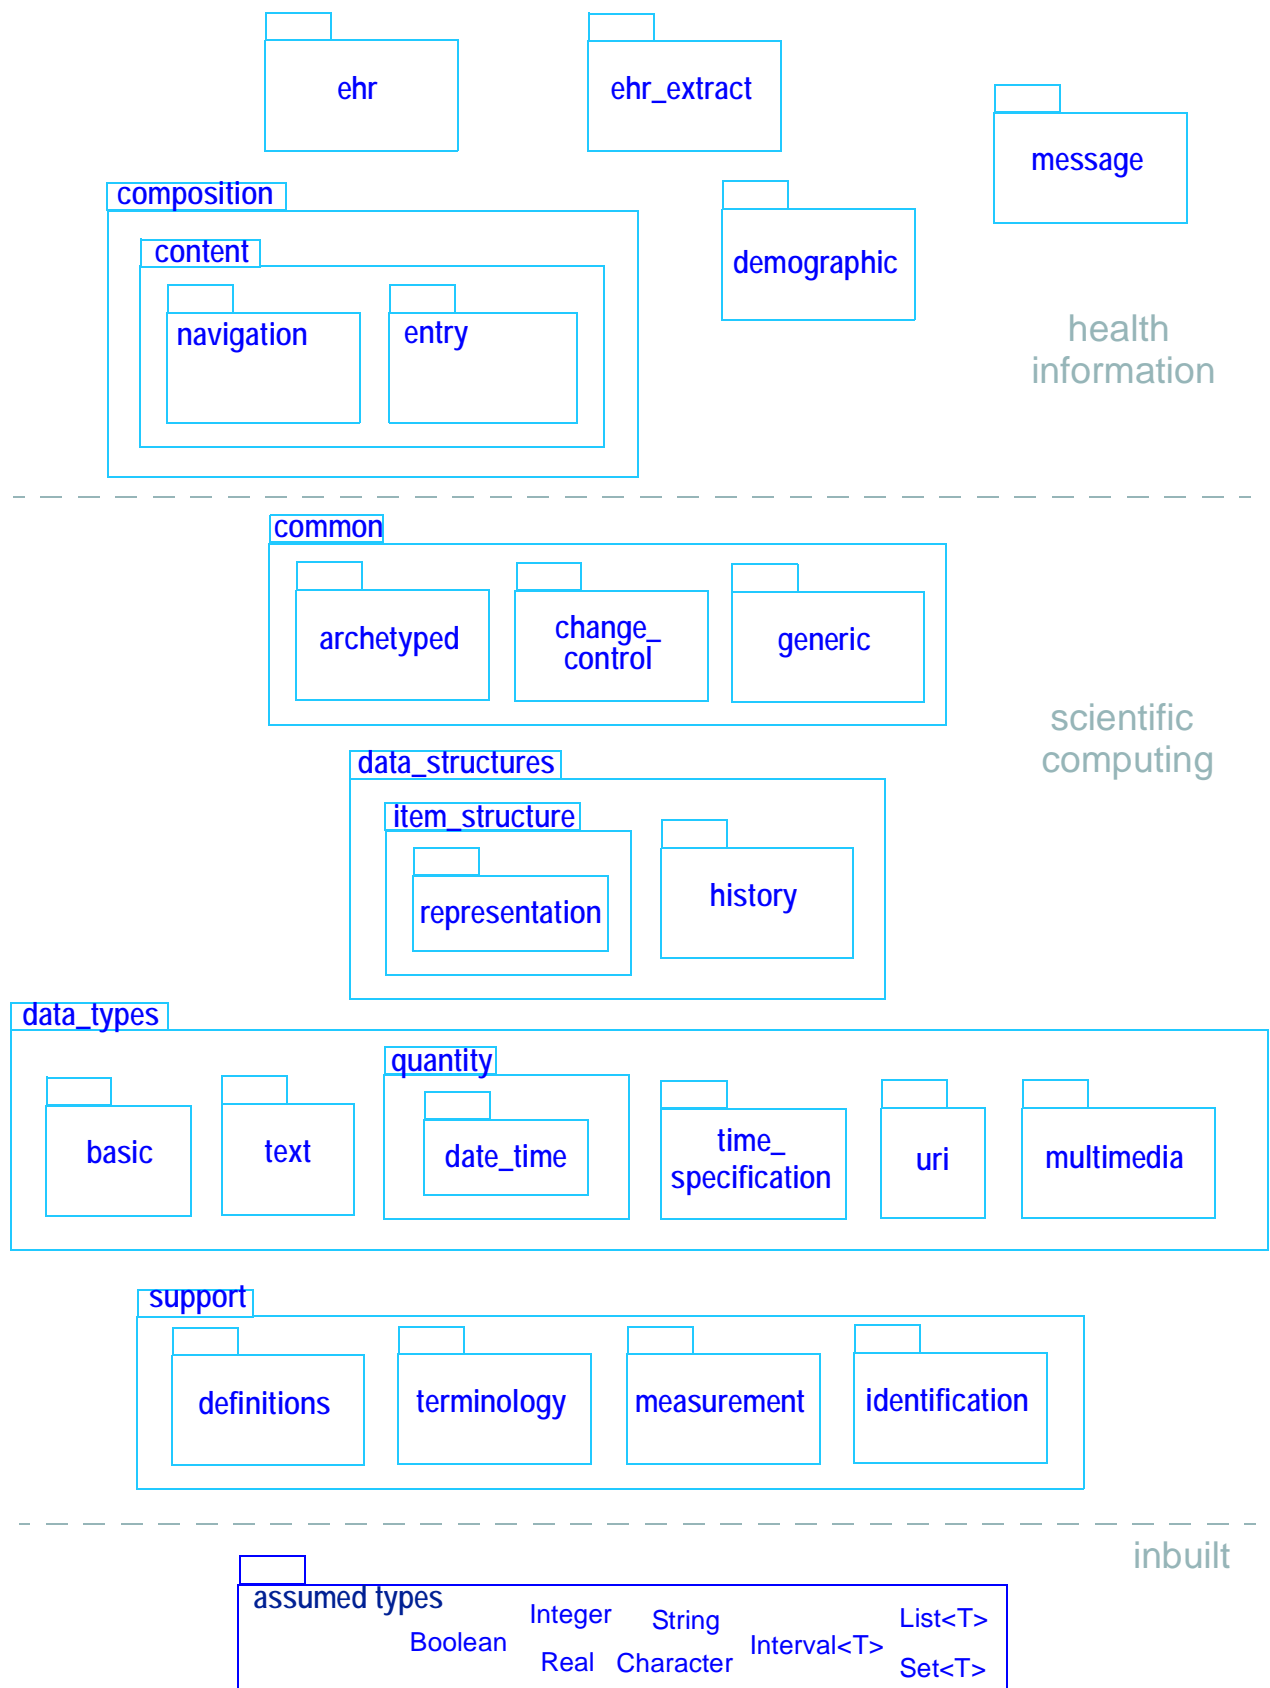 ehr
ehr_extract
message
composition
demographic
content
navigation
entry
health
information
common
archetyped
change_
control
generic
scientific
computing
data_structures
item_structure
representation
history
data_types
quantity
basic
text
date_time
time_
specification
uri
multimedia
support
definitions
terminology
measurement
identification
inbuilt
assumed types
Boolean
Integer
Real
String
Character
Interval<T>
List<T>
Set<T>